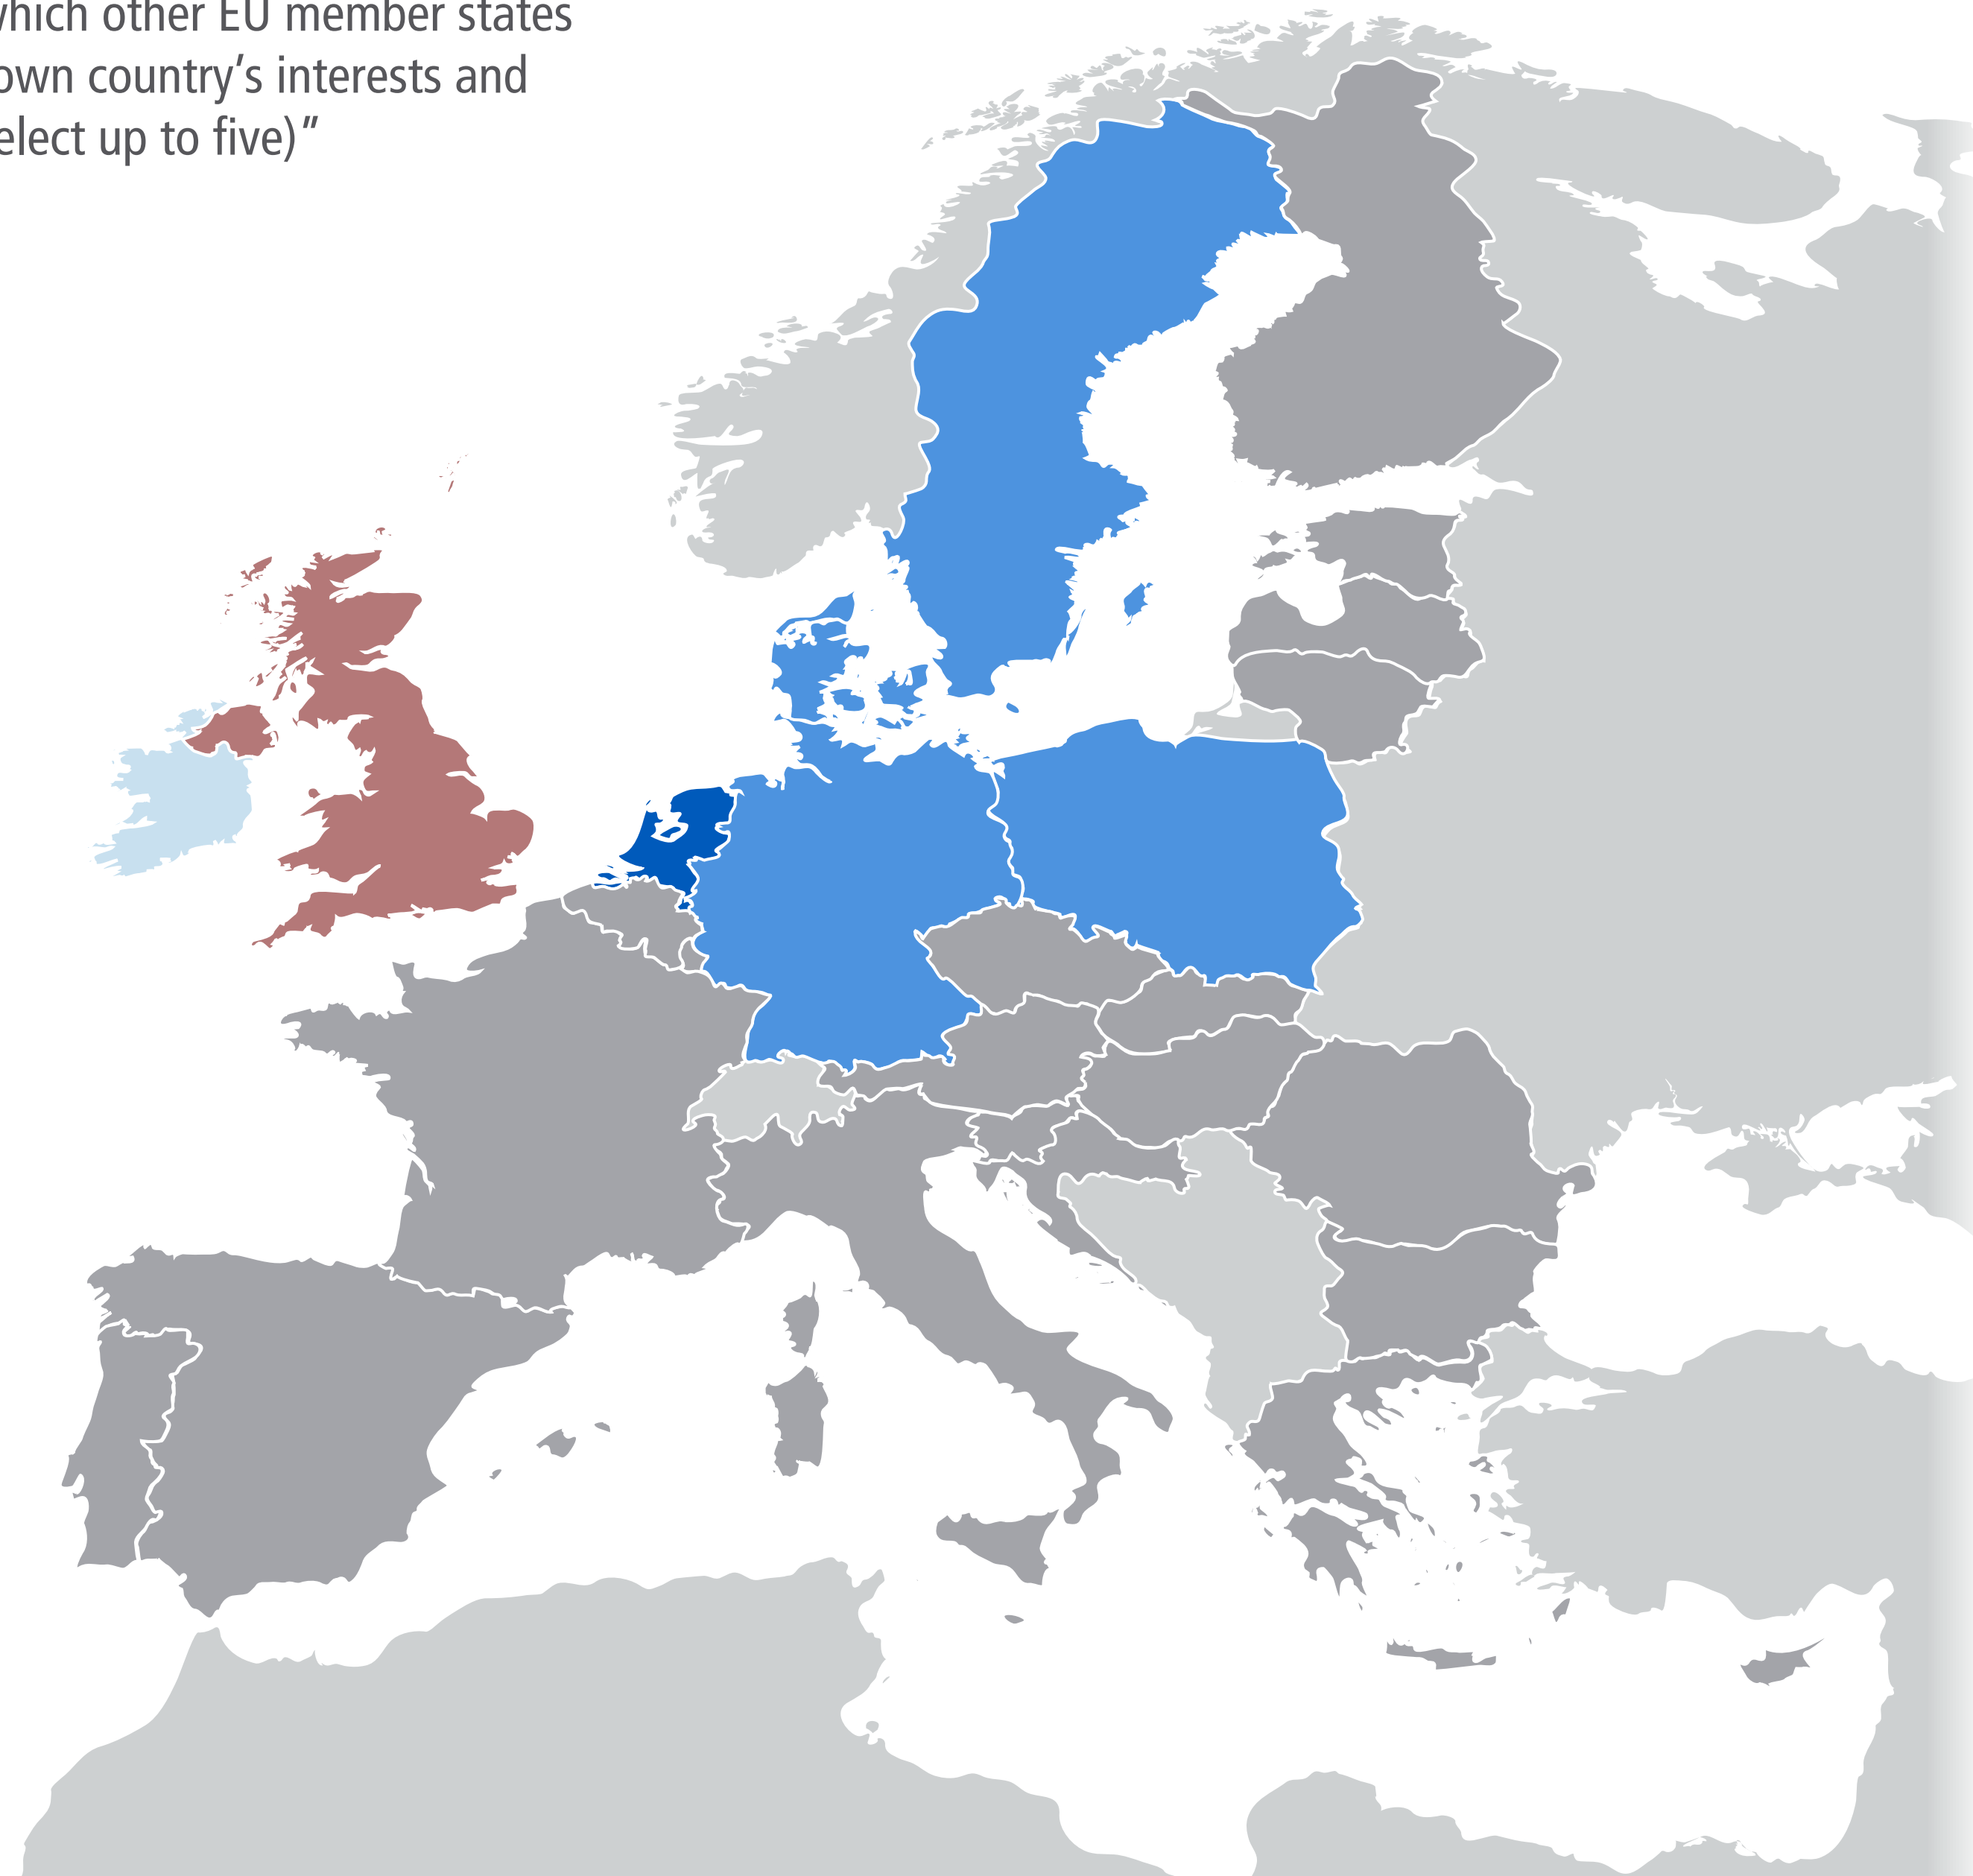 which other EU member states
own country's interests and
elect up to five)”